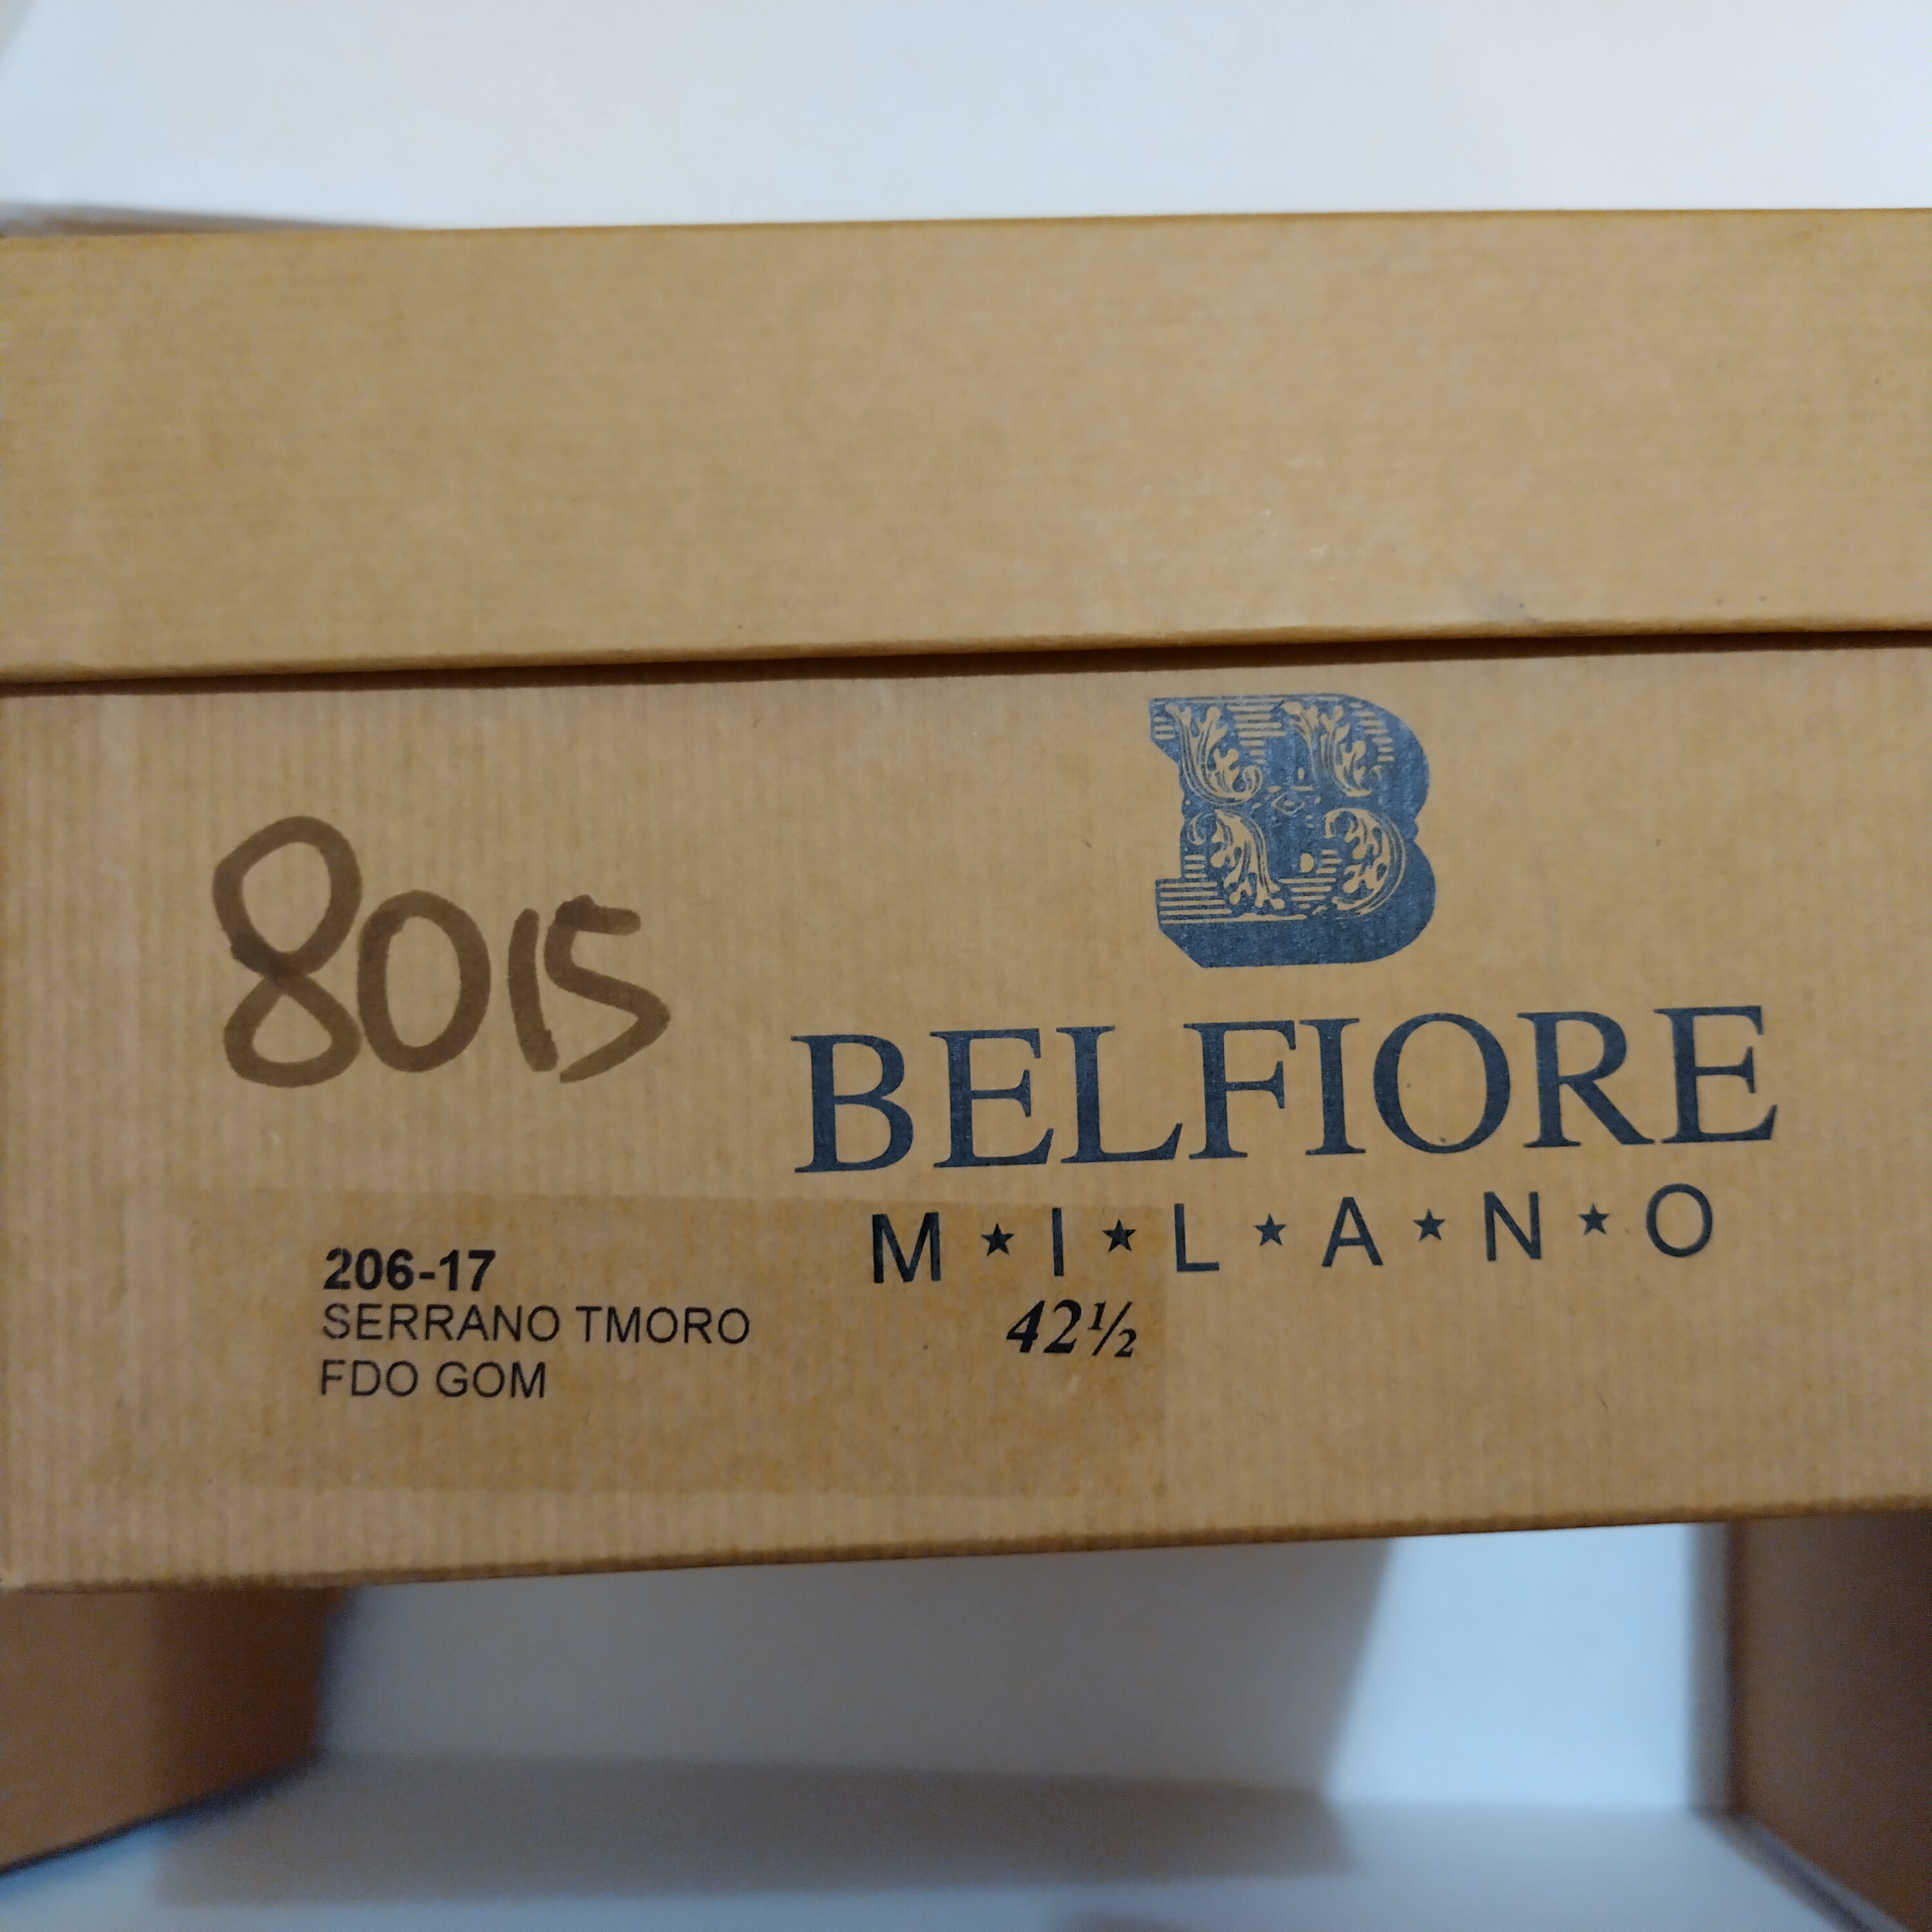 8015
B
BELFIORE
M★I★L★A★N★O
206-17
SERRANO TMORO
FDO GOM
42½